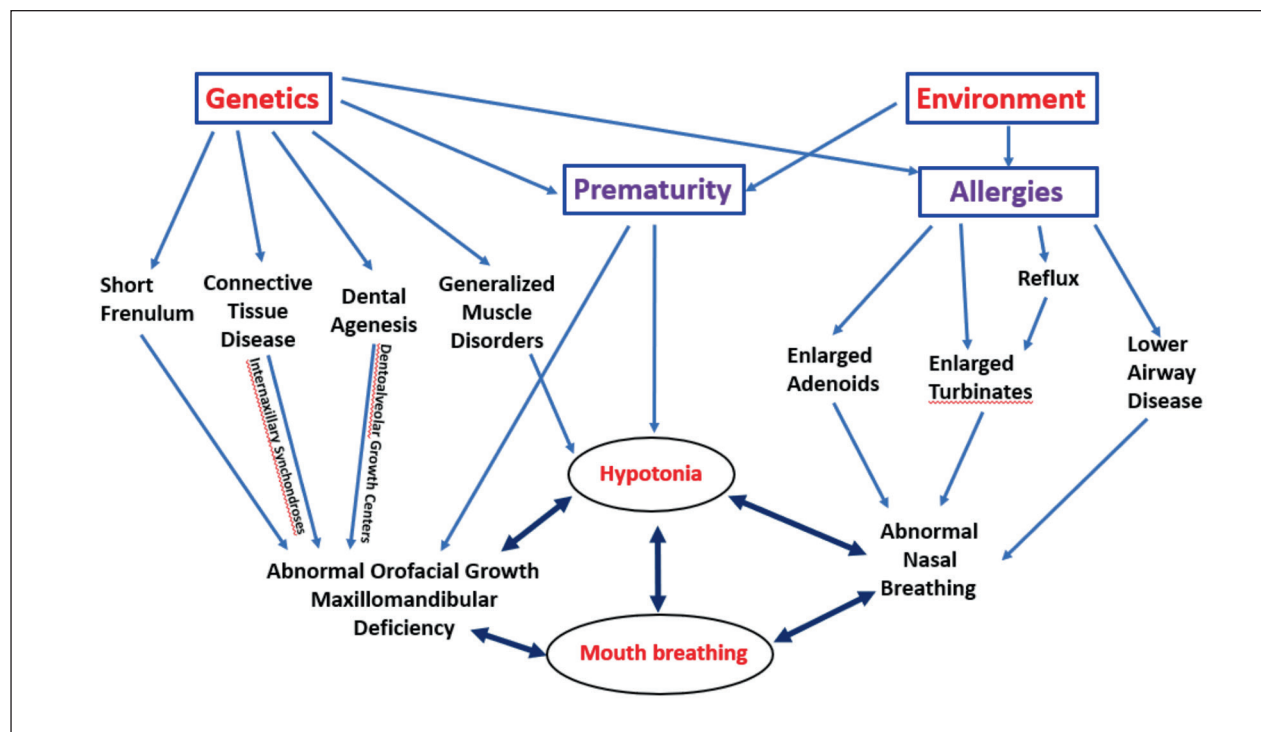 Genetics
Environment
Prematurity
Allergies
Short
Frenulum
Connective
Tissue
Disease
Dental
Agenesis
Generalized
Muscle
Disorders
Reflux
Enlarged
Adenoids
Enlarged
Turbinates
Lower
Airway
Disease
Internaxillary Synchondroses
Dentoalveolar Growth Centers
Hypotonia
Abnormal Orofacial Growth
Maxillomandibular
Deficiency
Abnormal
Nasal
Breathing
Mouth breathing